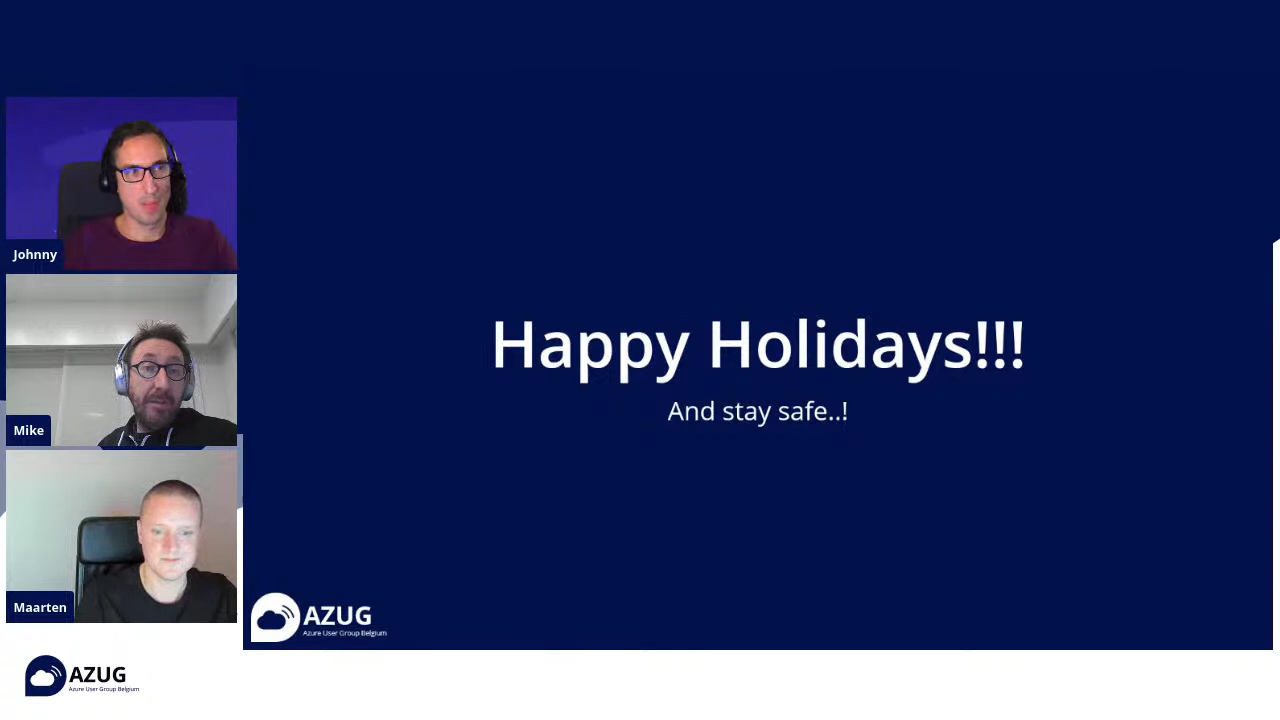 Johnny
Mike
Maarten
Happy Holidays!!!
And stay safe..!
AZUG
Azure User Group Belgium
AZUG
Azure User Group Belgium